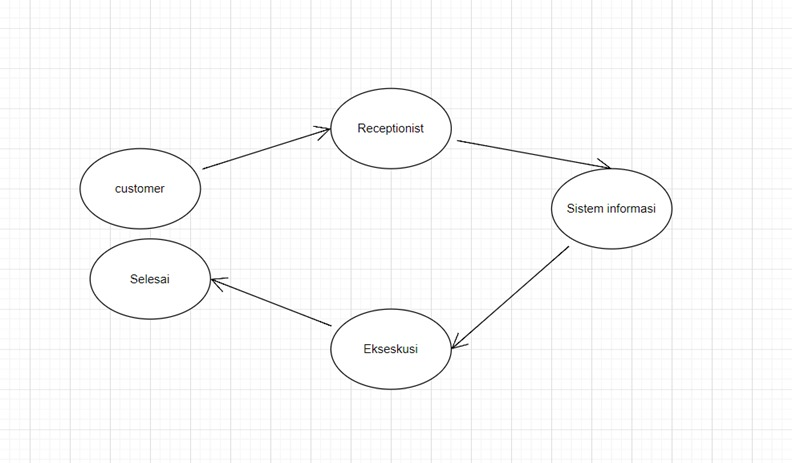 customer
Receptionist
Sistem informasi
Ekseskusi
Selesai